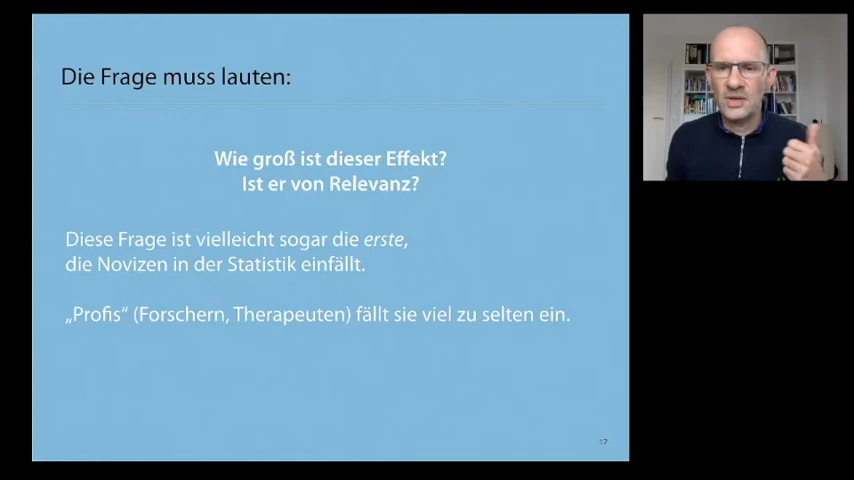 Die Frage muss lauten:
Wie groß ist dieser Effekt?
Ist er von Relevanz?
Diese Frage ist vielleicht sogar die erste,
die Novizen in der Statistik einfällt.
„Profis“ (Forschern, Therapeuten) fällt sie viel zu selten ein.
17